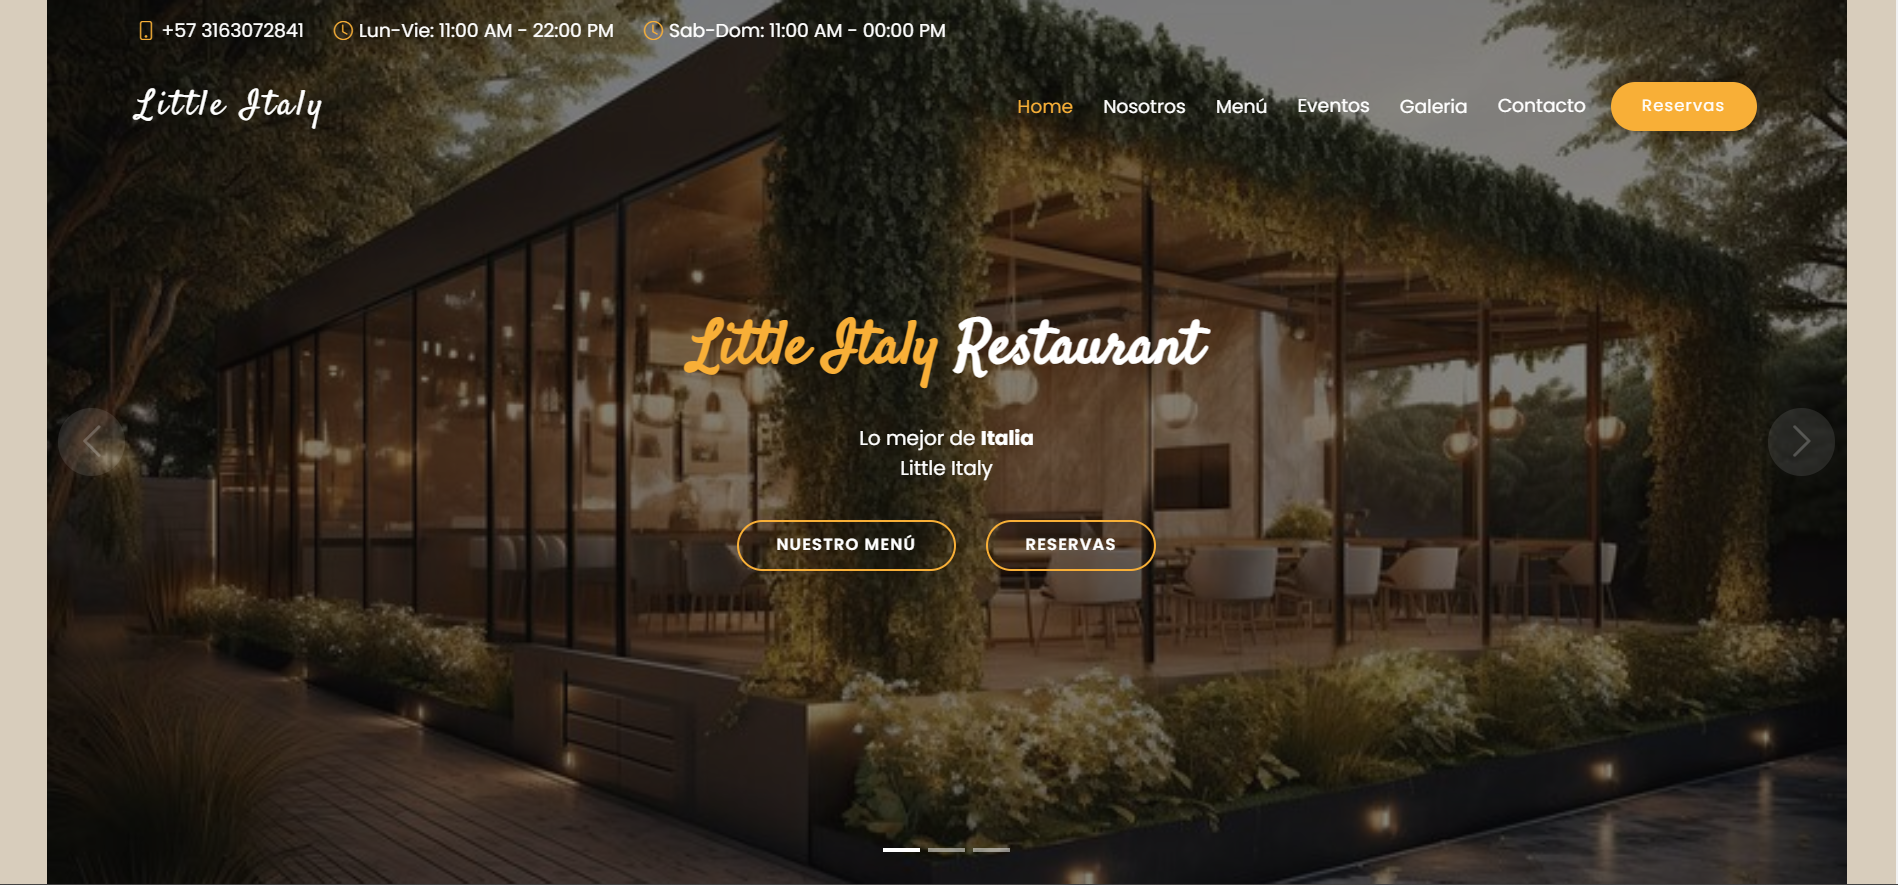 +57 3163072841 Lun-Vie: 11:00 AM - 22:00 PM Sab-Dom: 11:00 AM - 00:00 PM
Little Italy
Home Nosotros Menú Eventos Galeria Contacto Reservas
Little Italy Restaurant
Lo mejor de Italia
Little Italy
NUESTRO MENÚ RESERVAS